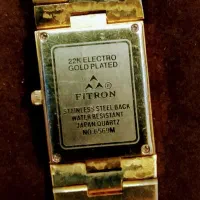 22K ELECTRO
GOLD PLATED
FITRON
STAINLESS STEEL BACK
WATER RESISTANT
JAPAN QUARTZ